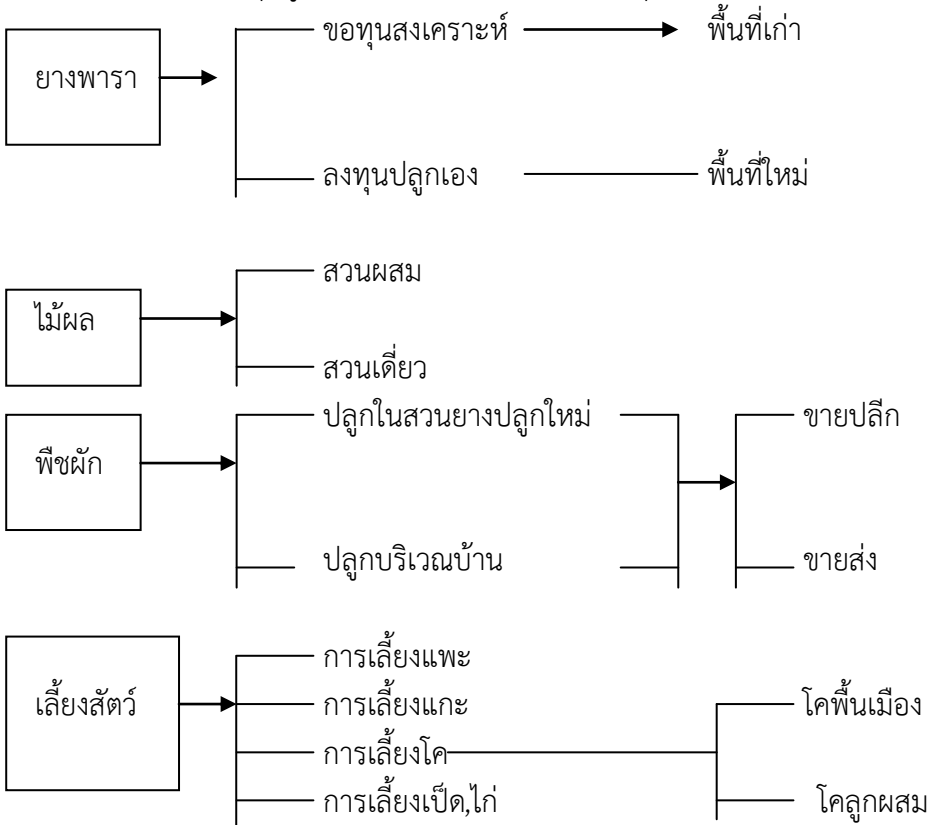 ขอทุนสงเคราะห์ พื้นที่เก่า
ยางพารา
ลงทุนปลูกเอง พื้นที่ใหม่
สวนผสม
ไม้ผล
สวนเดี่ยว
ปลูกในสวนยางปลูกใหม่ ขายปลีก
พืชผัก
ปลูกบริเวณบ้าน ขายส่ง
การเลี้ยงแพะ
เลี้ยงสัตว์ การเลี้ยงแกะ โคพื้นเมือง
การเลี้ยงโค
การเลี้ยงเป็ด,ไก่ โคลูกผสม